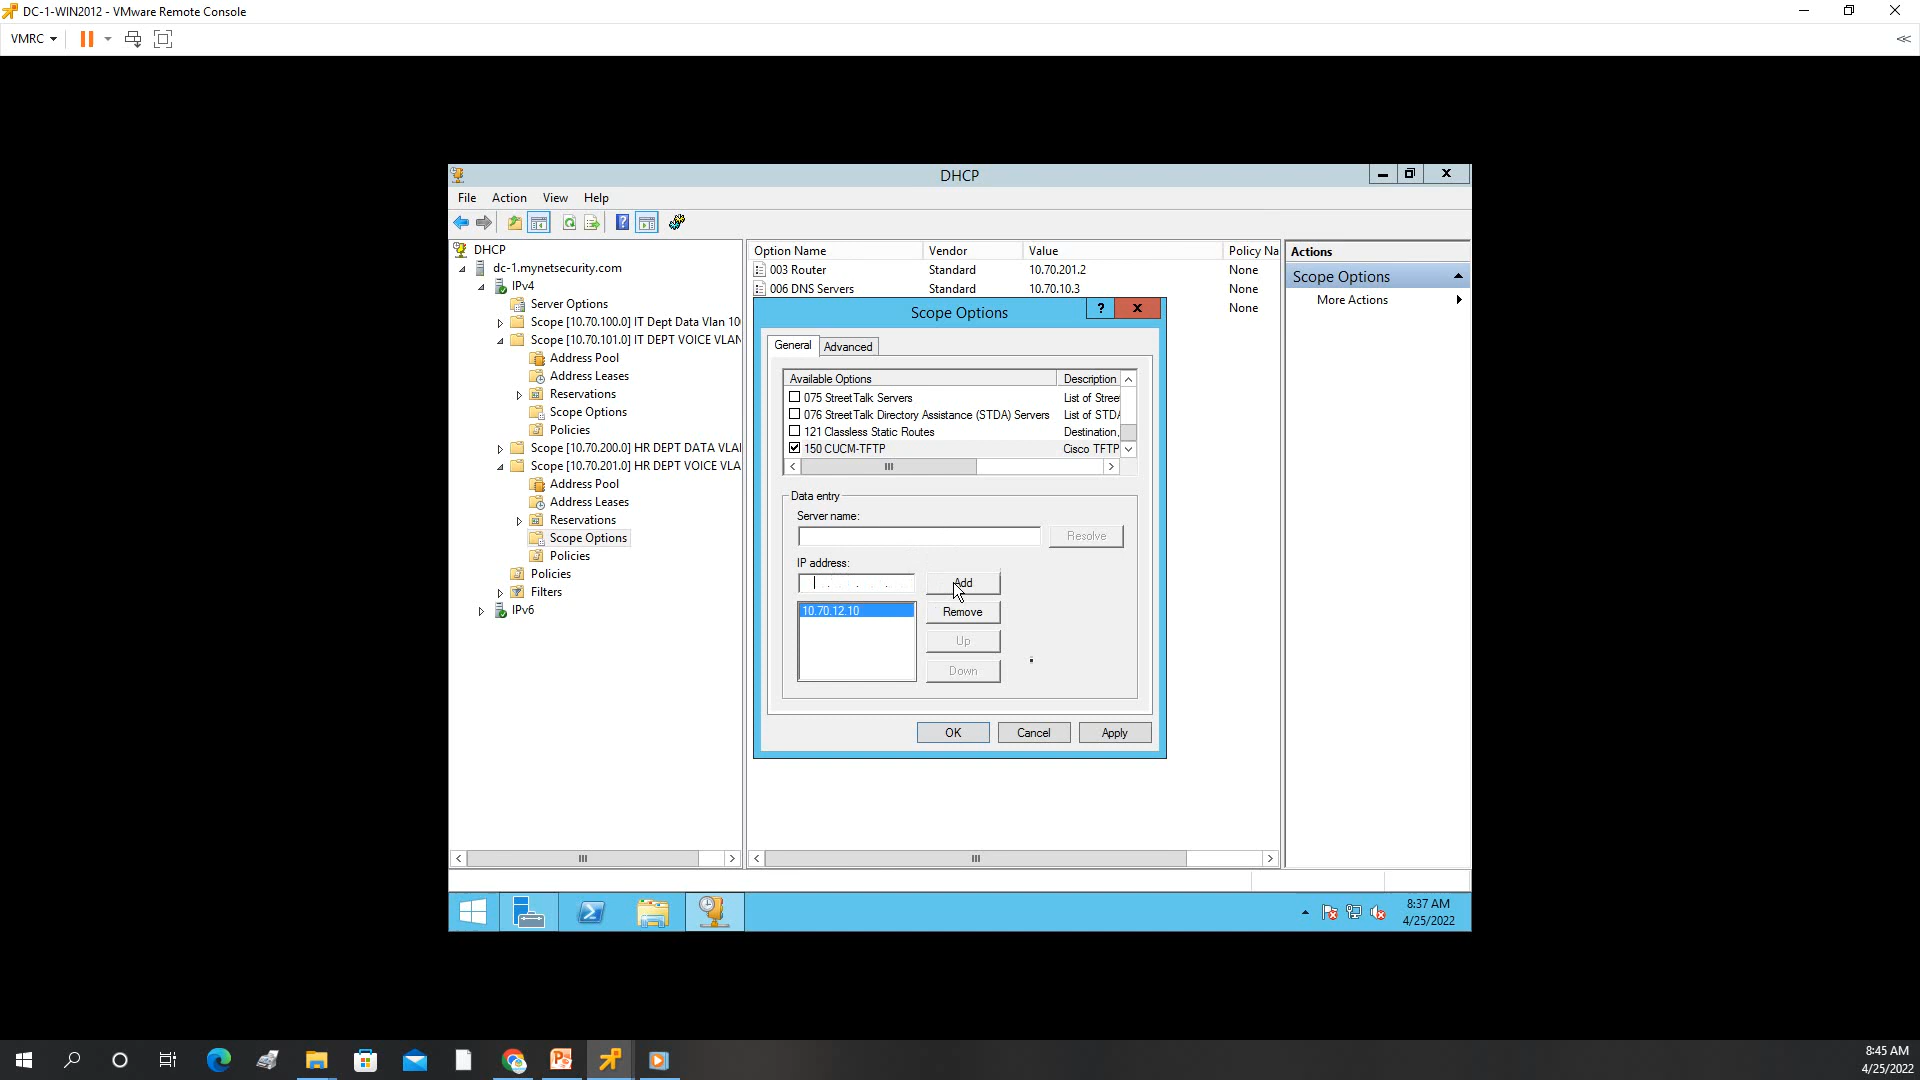 DC-1-WIN2012 - VMware Remote Console
VMRC
DHCP
File Action View Help
DHCP
dc-1.mynetsecurity.com
IPv4
Server Options
Scope [10.70.100.0] IT Dept Data Vlan 10
Scope [10.70.101.0] IT DEPT VOICE VLAN
Address Pool
Address Leases
Reservations
Scope Options
Policies
Scope [10.70.200.0] HR DEPT DATA VLA
Scope [10.70.201.0] HR DEPT VOICE VLA
Address Pool
Address Leases
Reservations
Scope Options
Policies
Policies
Filters
IPv6
Option Name Vendor Value Policy Na
003 Router Standard 10.70.201.2 None
006 DNS Servers Standard 10.70.10.3 None
None
Actions
Scope Options
More Actions
Scope Options
?
X
General Advanced
Available Options Description
075 StreetTalk Servers List of Stree
076 StreetTalk Directory Assistance (STDA) Servers List of STDA
121 Classless Static Routes Destination,
150 CUCM-TFTP Cisco TFTP
Data entry
Server name:
Resolve
IP address:
Add
10.70.12.10
Remove
Up
Down
OK Cancel Apply
8:37 AM
4/25/2022
8:45 AM
4/25/2022